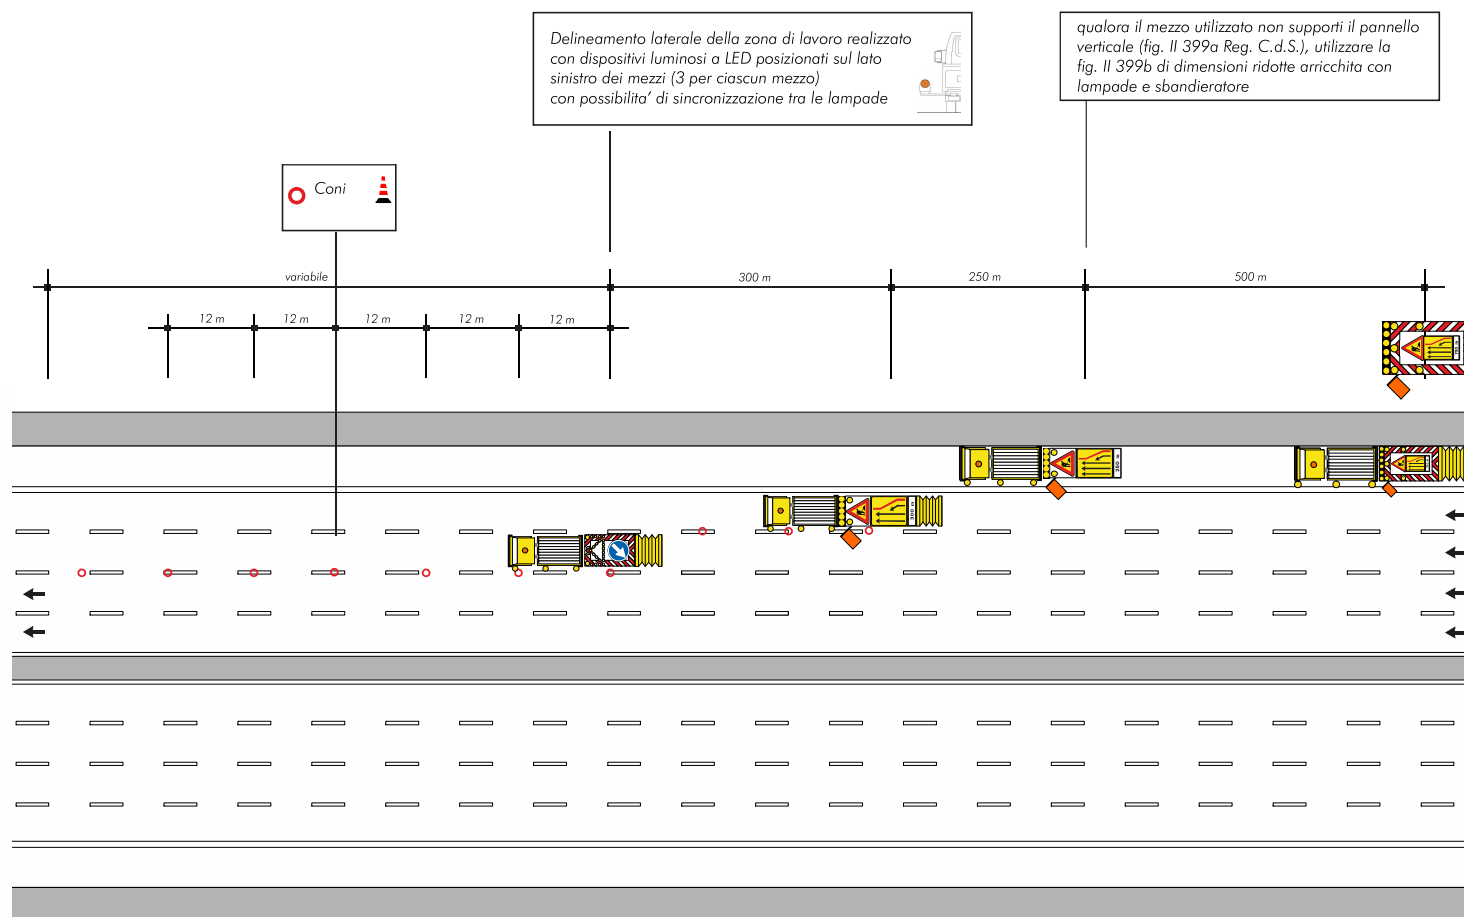 Delineamento laterale della zona di lavoro realizzato
con dispositivi luminosi a LED posizionati sul lato
sinistro dei mezzi (3 per ciascun mezzo)
con possibilita' di sincronizzazione tra le lampade
qualora il mezzo utilizzato non supporti il pannello
verticale (fig. II 399a Reg. C.d.S.), utilizzare la
fig. II 399b di dimensioni ridotte arricchita con
lampade e sbandieratore
Coni
variabile
300 m
250 m
500 m
12 m
12 m
12 m
12 m
12 m
250 m